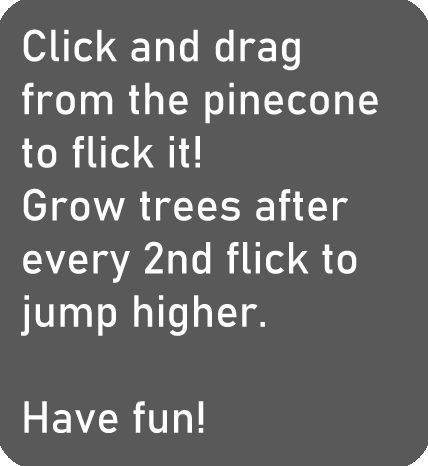 Click and drag
from the pinecone
to flick it!
Grow trees after
every 2nd flick to
jump higher.
Have fun!